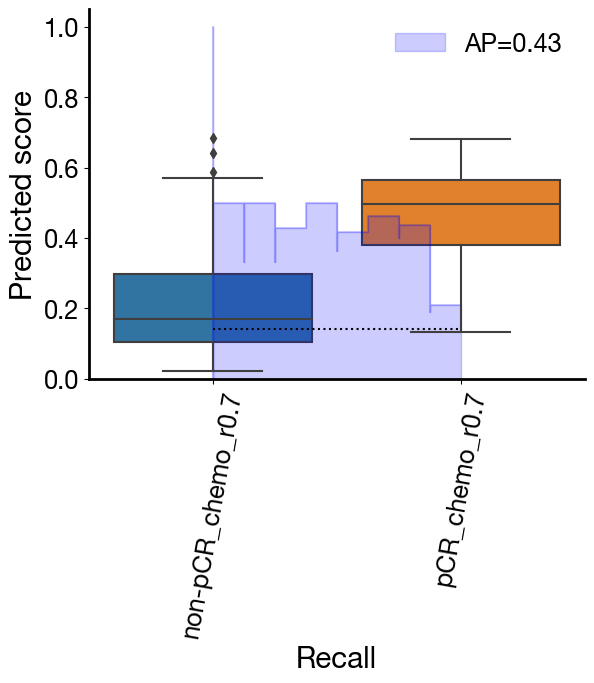 1.0
0.8
0.6
0.4
0.2
0.0
Predicted score
AP=0.43
non-pCR_chemo_r0.7
pCR_chemo_r0.7
Recall